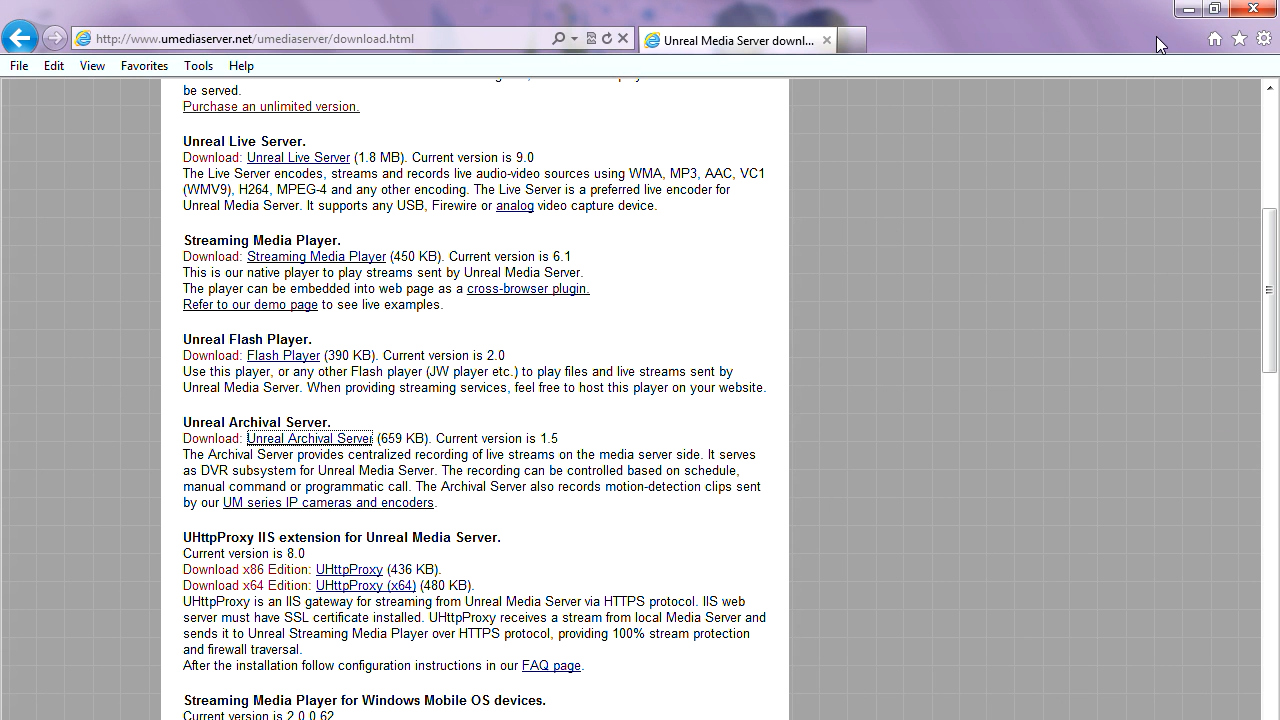 http://www.umediaserver.net/umediaserver/download.html
Unreal Media Server downl...
File Edit View Favorites Tools Help
be served.
Purchase an unlimited version.
Unreal Live Server.
Download: Unreal Live Server (1.8 MB). Current version is 9.0
The Live Server encodes, streams and records live audio-video sources using WMA, MP3, AAC, VC1
(WMV9), H264, MPEG-4 and any other encoding. The Live Server is a preferred live encoder for
Unreal Media Server. It supports any USB, Firewire or analog video capture device.
Streaming Media Player.
Download: Streaming Media Player (450 KB). Current version is 6.1
This is our native player to play streams sent by Unreal Media Server.
The player can be embedded into web page as a cross-browser plugin.
Refer to our demo page to see live examples.
Unreal Flash Player.
Download: Flash Player (390 KB). Current version is 2.0
Use this player, or any other Flash player (JW player etc.) to play files and live streams sent by
Unreal Media Server. When providing streaming services, feel free to host this player on your website.
Unreal Archival Server.
Download: Unreal Archival Server (659 KB). Current version is 1.5
The Archival Server provides centralized recording of live streams on the media server side. It serves
as DVR subsystem for Unreal Media Server. The recording can be controlled based on schedule,
manual command or programmatic call. The Archival Server also records motion-detection clips sent
by our UM series IP cameras and encoders.
UHttpProxy IIS extension for Unreal Media Server.
Current version is 8.0
Download x86 Edition: UHttpProxy (436 KB).
Download x64 Edition: UHttpProxy (x64) (480 KB).
UHttpProxy is an IIS gateway for streaming from Unreal Media Server via HTTPS protocol. IIS web
server must have SSL certificate installed. UHttpProxy receives a stream from local Media Server and
sends it to Unreal Streaming Media Player over HTTPS protocol, providing 100% stream protection
and firewall traversal.
After the installation follow configuration instructions in our FAQ page.
Streaming Media Player for Windows Mobile OS devices.
Current version is 2.0.0.62